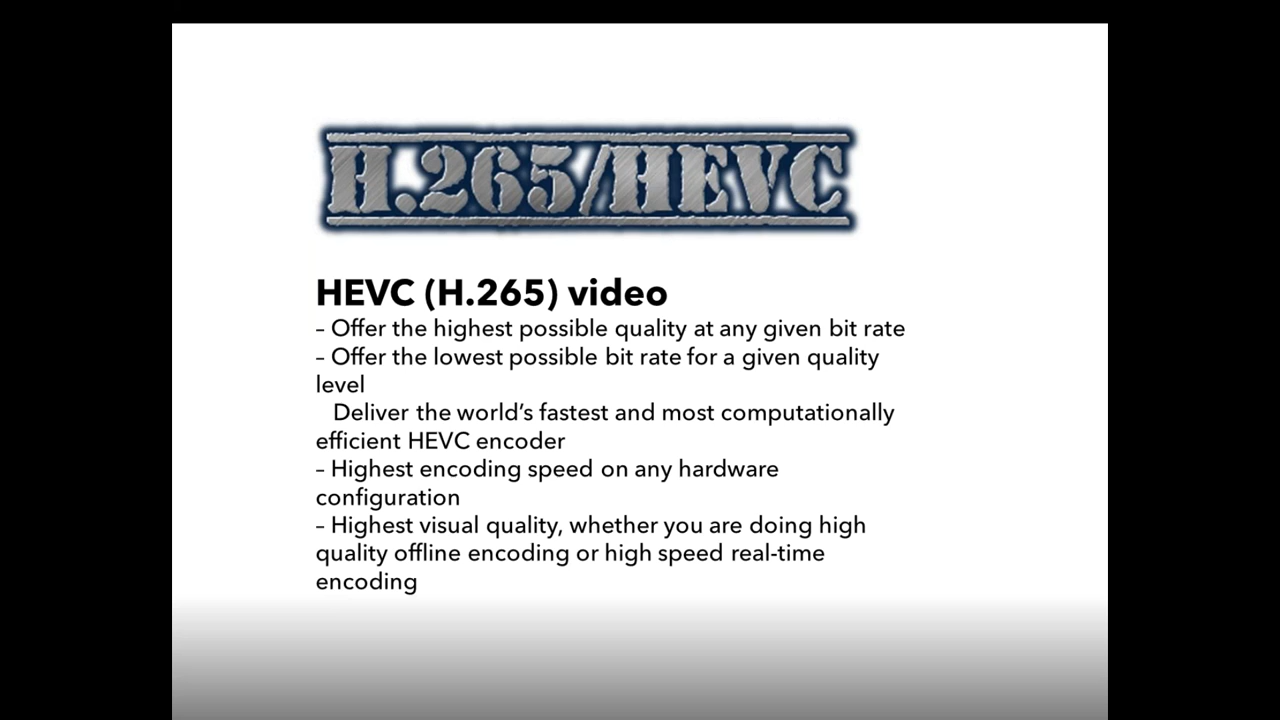 H.265/HEVC
HEVC (H.265) video
– Offer the highest possible quality at any given bit rate
– Offer the lowest possible bit rate for a given quality
level
Deliver the world’s fastest and most computationally
efficient HEVC encoder
– Highest encoding speed on any hardware
configuration
– Highest visual quality, whether you are doing high
quality offline encoding or high speed real-time
encoding